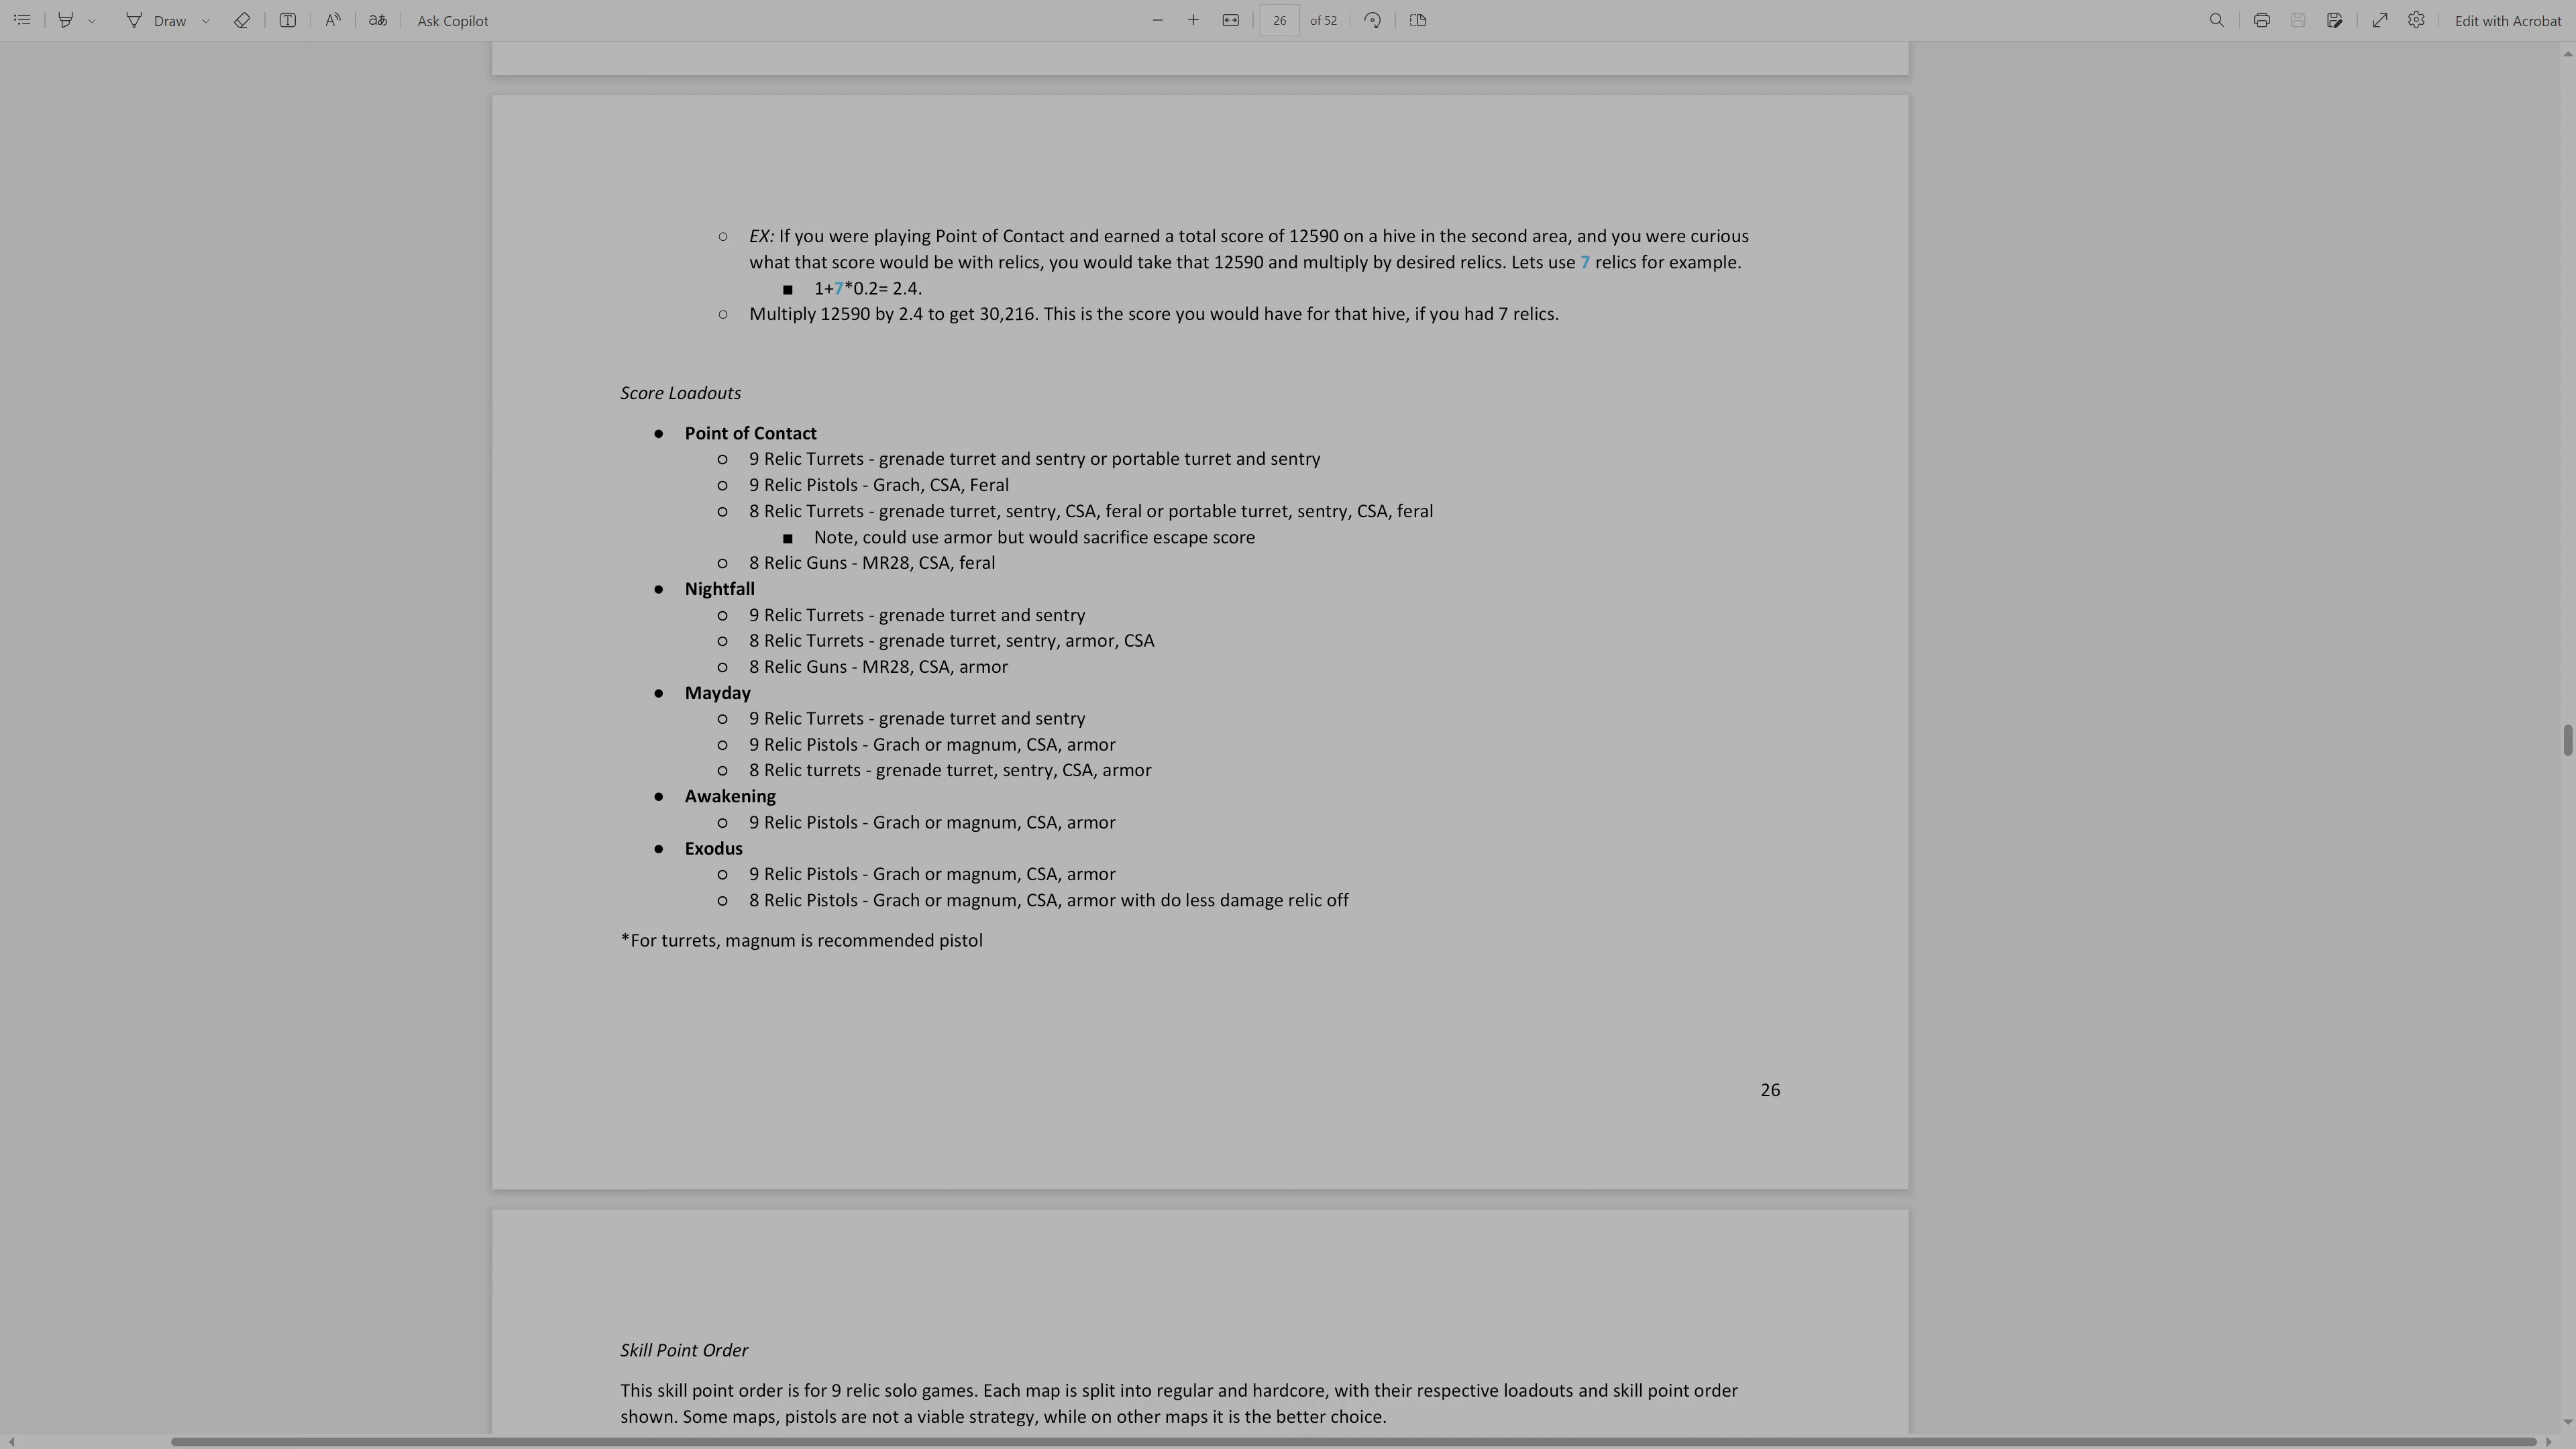 Draw
Ask Copilot
26 of 52
Edit with Acrobat
○ EX: If you were playing Point of Contact and earned a total score of 12590 on a hive in the second area, and you were curious
what that score would be with relics, you would take that 12590 and multiply by desired relics. Lets use 7 relics for example.
■ 1+7*0.2= 2.4.
○ Multiply 12590 by 2.4 to get 30,216. This is the score you would have for that hive, if you had 7 relics.
Score Loadouts
● Point of Contact
○ 9 Relic Turrets - grenade turret and sentry or portable turret and sentry
○ 9 Relic Pistols - Grach, CSA, Feral
○ 8 Relic Turrets - grenade turret, sentry, CSA, feral or portable turret, sentry, CSA, feral
■ Note, could use armor but would sacrifice escape score
○ 8 Relic Guns - MR28, CSA, feral
● Nightfall
○ 9 Relic Turrets - grenade turret and sentry
○ 8 Relic Turrets - grenade turret, sentry, armor, CSA
○ 8 Relic Guns - MR28, CSA, armor
● Mayday
○ 9 Relic Turrets - grenade turret and sentry
○ 9 Relic Pistols - Grach or magnum, CSA, armor
○ 8 Relic turrets - grenade turret, sentry, CSA, armor
● Awakening
○ 9 Relic Pistols - Grach or magnum, CSA, armor
● Exodus
○ 9 Relic Pistols - Grach or magnum, CSA, armor
○ 8 Relic Pistols - Grach or magnum, CSA, armor with do less damage relic off
*For turrets, magnum is recommended pistol
26
Skill Point Order
This skill point order is for 9 relic solo games. Each map is split into regular and hardcore, with their respective loadouts and skill point order
shown. Some maps, pistols are not a viable strategy, while on other maps it is the better choice.